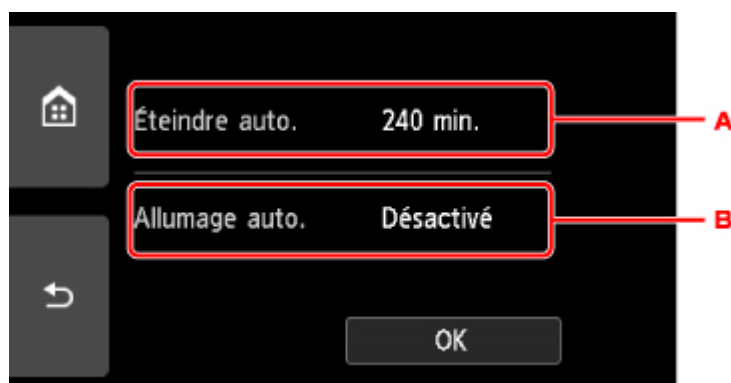 Éteindre auto. 240 min.
A
Allumage auto. Désactivé
B
OK